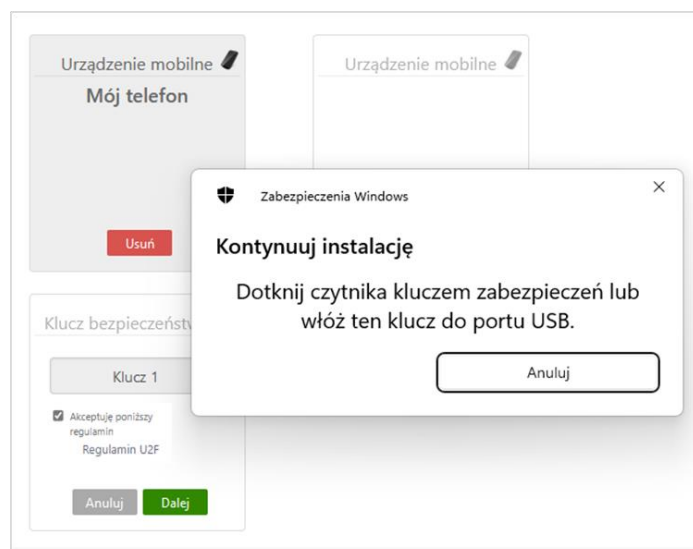 Urządzenie mobilne
Mój telefon
Usuń
Urządzenie mobilne
Zabezpieczenia Windows
Kontynuuj instalację
Dotknij czytnika kluczem zabezpieczeń lub
włóż ten klucz do portu USB.
Anuluj
Klucz
Klucz 1
Akceptuję poniższy
regulamin
Regulamin U2F
Anuluj
Dalej